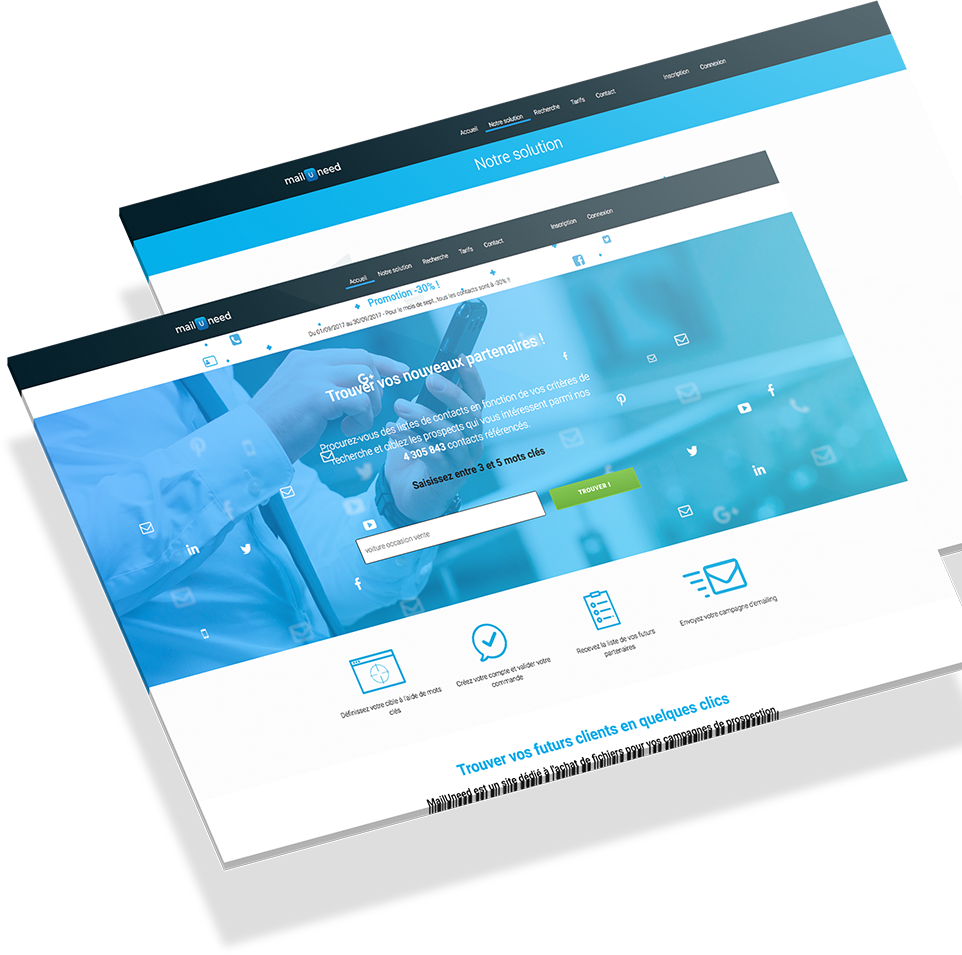 mailUneed
Accueil
Notre solution
Recherche
Tarifs
Contact
Inscription
Connexion
Notre solution
mailUneed
Accueil
Notre solution
Recherche
Tarifs
Contact
Inscription
Connexion
Promotion -30% !
Du 01/09/2017 au 30/09/2017 - Pour le mois de sept., tous les contacts sont à -30% !!
Trouver vos nouveaux partenaires !
Procurez-vous des listes de contacts en fonction de vos critères de
recherche et ciblez les prospects qui vous intéressent parmi nos
4 305 843 contacts référencés
Saisissez entre 3 et 5 mots clés
voiture occasion vente
TROUVER !
Définissez votre cible à l'aide de mots
clés
Créez votre compte et valider votre
commande
Recevez la liste de vos futurs
partenaires
Envoyez votre campagne d'emailing
Trouver vos futurs clients en quelques clics
MailUneed est un site dédié à l'achat de fichiers pour vos campagnes de prospection